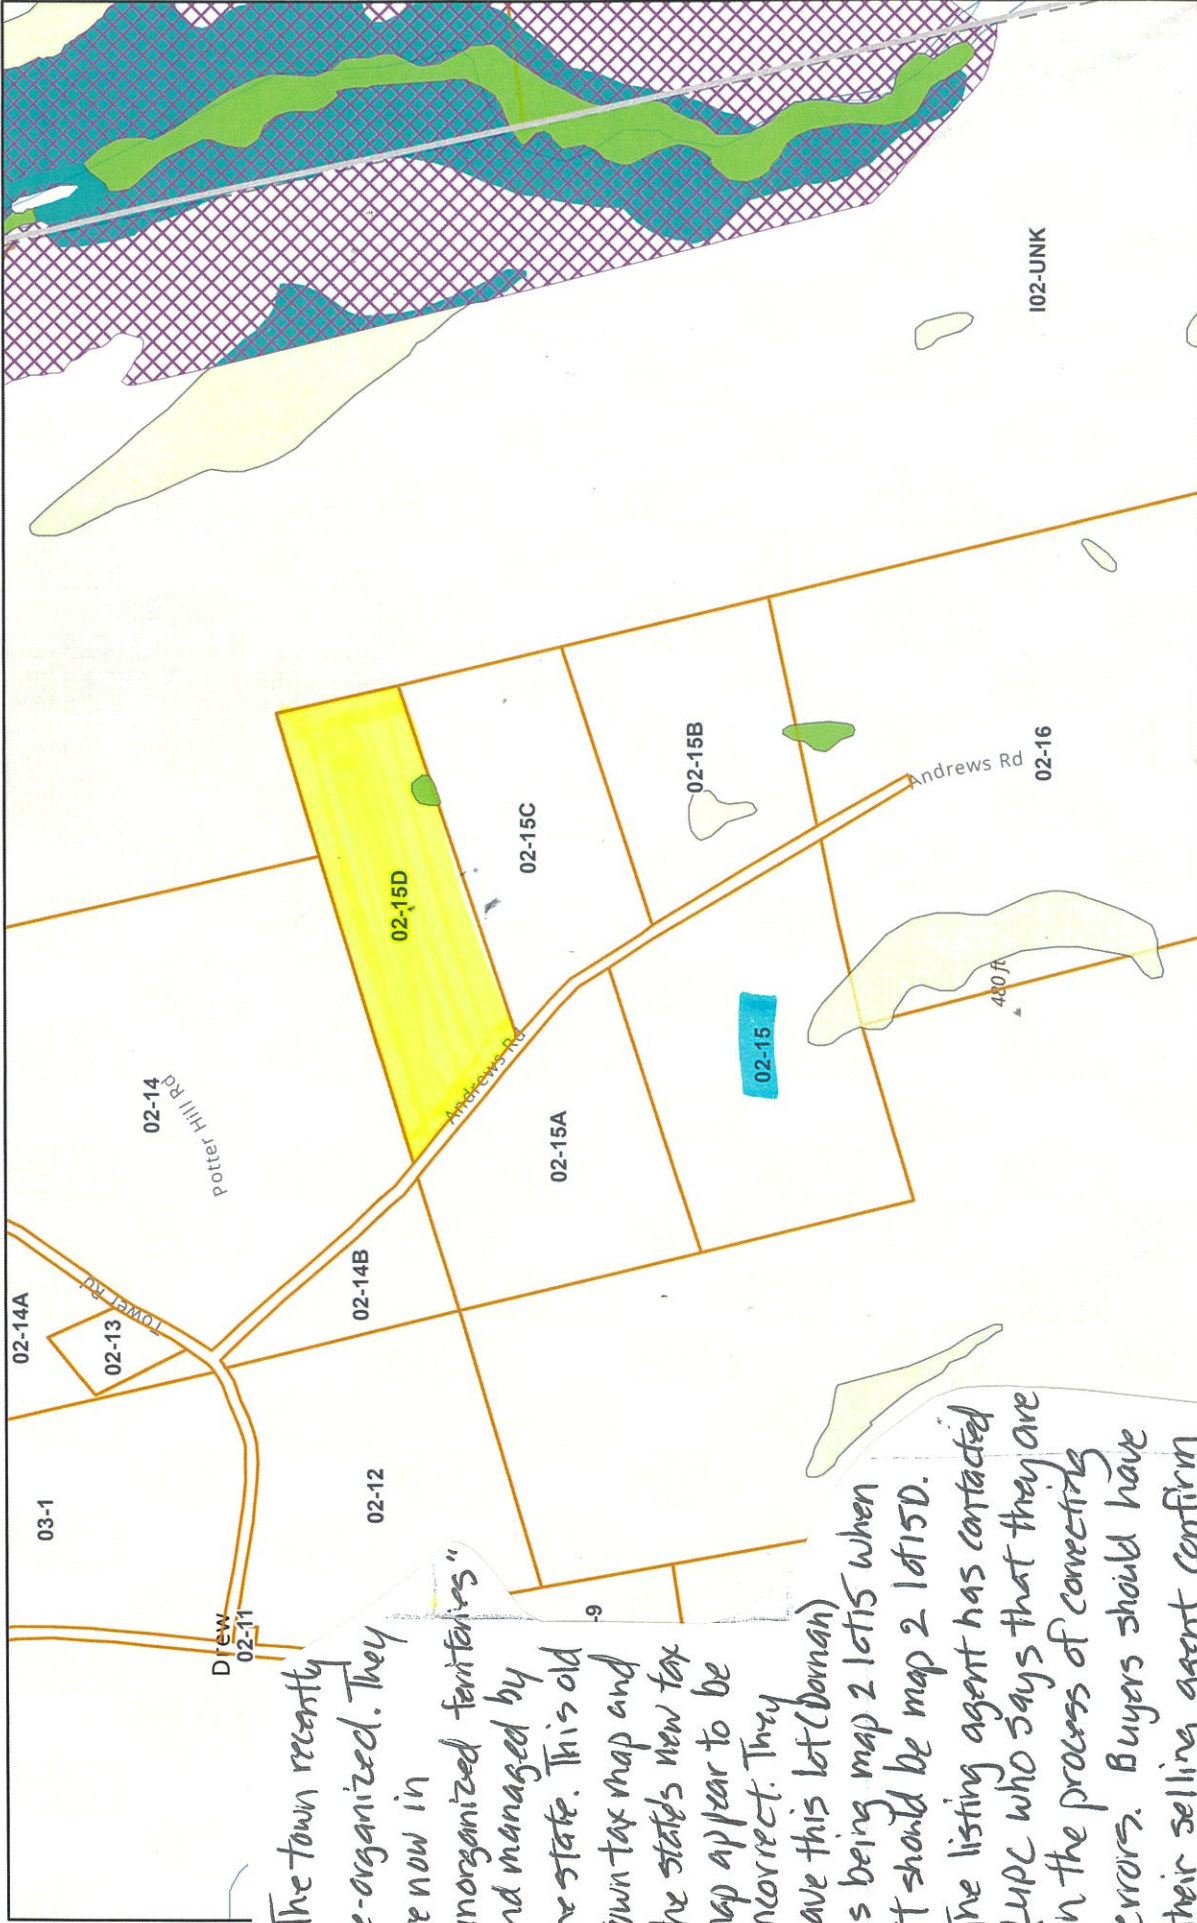 The town recently
e-organized. They
re now in
unorganized territories"
nd managed by
he state. This old
own tax map and
he state's new tax
nap appear to be
ncorrect. They
ave this lot (Dornan)
s being map 2 lot 15 when
t should be map 2 lot 15D.
The listing agent has contacted
LUPC who says that they are
n the process of correcting
errors. Buyers should have
their selling agent confirm
03-1
Drew
02-11
02-12
-9
02-14A
02-13
Tower Rd
02-14
Potter Hill Rd
02-14B
Andrews Rd
02-15D
02-15A
02-15C
02-15
02-15B
480 ft
Andrews Rd
02-16
I02-UNK